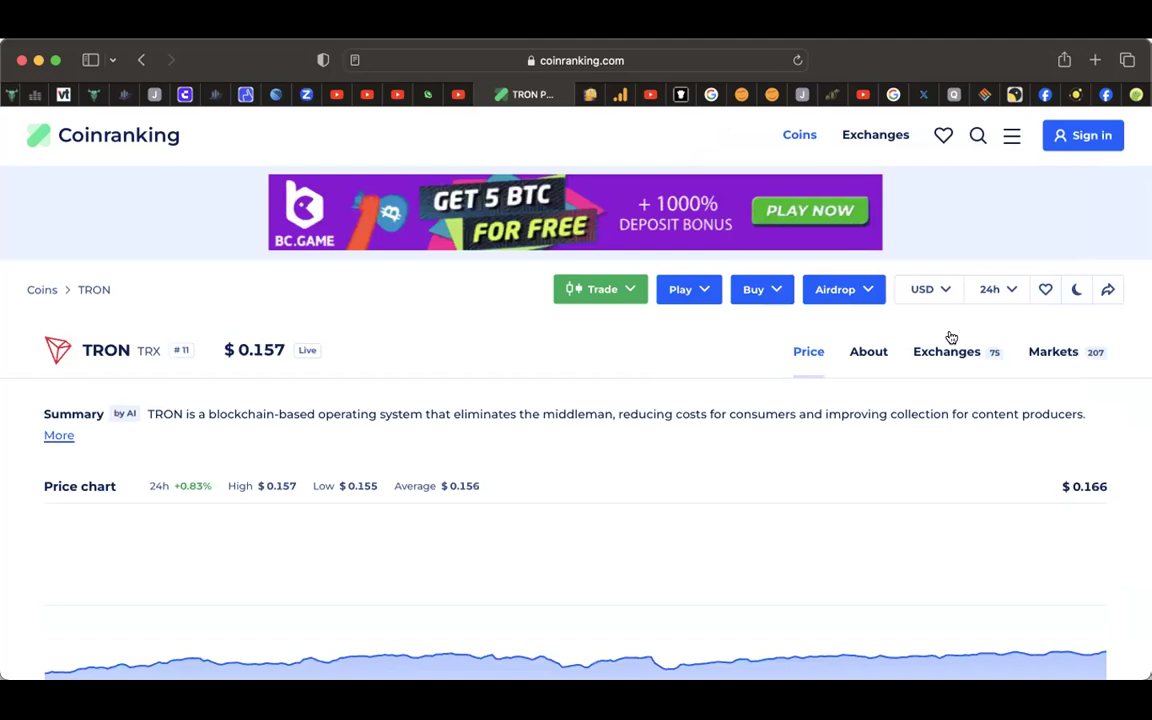 coinranking.com
TRON P...
Coinranking
Coins
Exchanges
Sign in
BC.GAME
GET 5 BTC
FOR FREE
+ 1000%
DEPOSIT BONUS
PLAY NOW
Coins > TRON
Trade
Play
Buy
Airdrop
USD
24h
TRON TRX #11 $ 0.157 Live
Price
About
Exchanges 75
Markets 207
Summary by AI TRON is a blockchain-based operating system that eliminates the middleman, reducing costs for consumers and improving collection for content producers.
More
Price chart 24h +0.83% High $ 0.157 Low $ 0.155 Average $ 0.156
$ 0.166